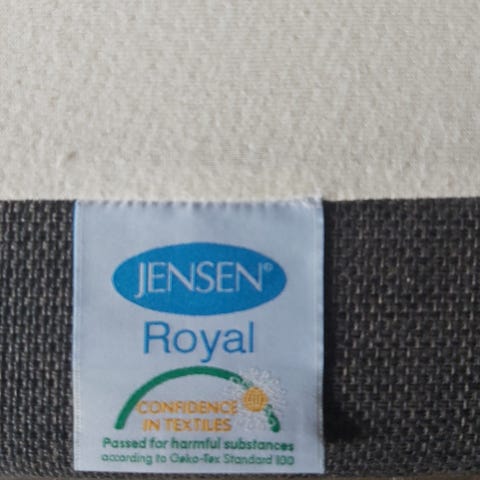 JENSEN®
Royal
CONFIDENCE
IN TEXTILES
Passed for harmful substances
according to Oeko-Tex Standard 100